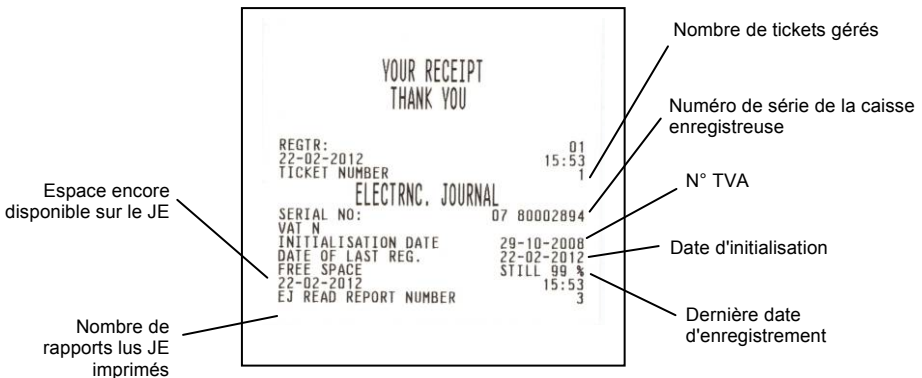 Nombre de tickets gérés
YOUR RECEIPT
THANK YOU
Numéro de série de la caisse
enregistreuse
REGTR: 01
22-02-2012 15:53
TICKET NUMBER 1
N° TVA
ELECTRNC. JOURNAL
Espace encore
disponible sur le JE
SERIAL NO: 07 80002894
VAT N
INITIALISATION DATE 29-10-2008
DATE OF LAST REG. 22-02-2012
FREE SPACE STILL 99 %
22-02-2012 15:53
EJ READ REPORT NUMBER 3
Date d'initialisation
Dernière date
d'enregistrement
Nombre de
rapports lus JE
imprimés